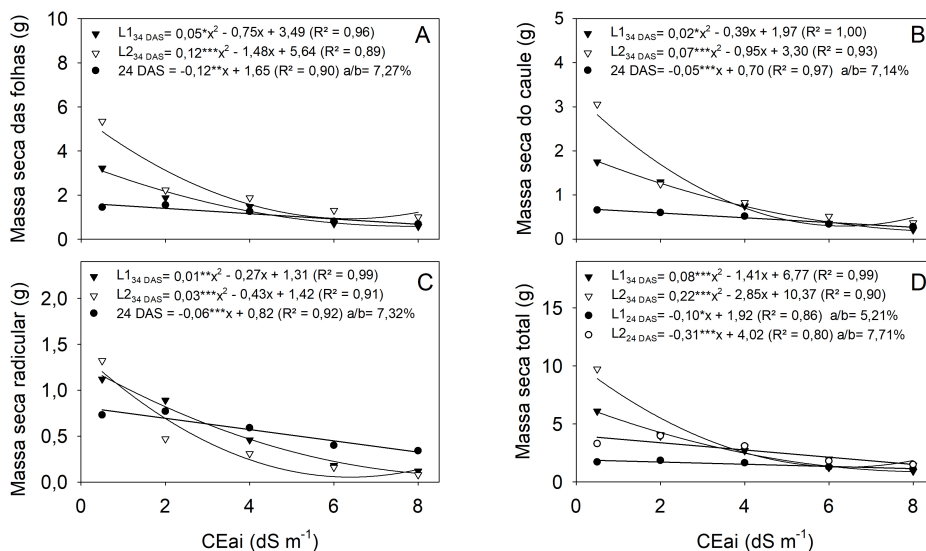 A
▼ L1₃₄ DAS = 0,05*x² - 0,75x + 3,49 (R² = 0,96)
▽ L2₃₄ DAS= 0,12***x² - 1,48x + 5,64 (R² = 0,89)
● 24 DAS = -0,12**x + 1,65 (R² = 0,90) a/b= 7,27%
Massa seca das folhas (g)
10
8
6
4
2
0
B
▼ L1₃₄ DAS= 0,02*x² - 0,39x + 1,97 (R² = 1,00)
▽ L2₃₄ DAS= 0,07***x² - 0,95x + 3,30 (R² = 0,93)
● 24 DAS= -0,05***x + 0,70 (R² = 0,97) a/b= 7,14%
Massa seca do caule (g)
5
4
3
2
1
0
C
▼ L1₃₄ DAS= 0,01**x² - 0,27x + 1,31 (R² = 0,99)
▽ L2₃₄ DAS= 0,03***x² - 0,43x + 1,42 (R² = 0,91)
● 24 DAS = -0,06***x + 0,82 (R² = 0,92) a/b= 7,32%
Massa seca radicular (g)
2,0
1,5
1,0
0,5
0,0
0 2 4 6 8
CEai (dS m⁻¹)
D
▼ L1₃₄ DAS= 0,08***x² - 1,41x + 6,77 (R² = 0,99)
▽ L2₃₄ DAS= 0,22***x² - 2,85x + 10,37 (R² = 0,90)
● L1₂₄ DAS= -0,10*x + 1,92 (R² = 0,86) a/b= 5,21%
○ L2₂₄ DAS= -0,31***x + 4,02 (R² = 0,80) a/b= 7,71%
Massa seca total (g)
15
10
5
0
0 2 4 6 8
CEai (dS m⁻¹)